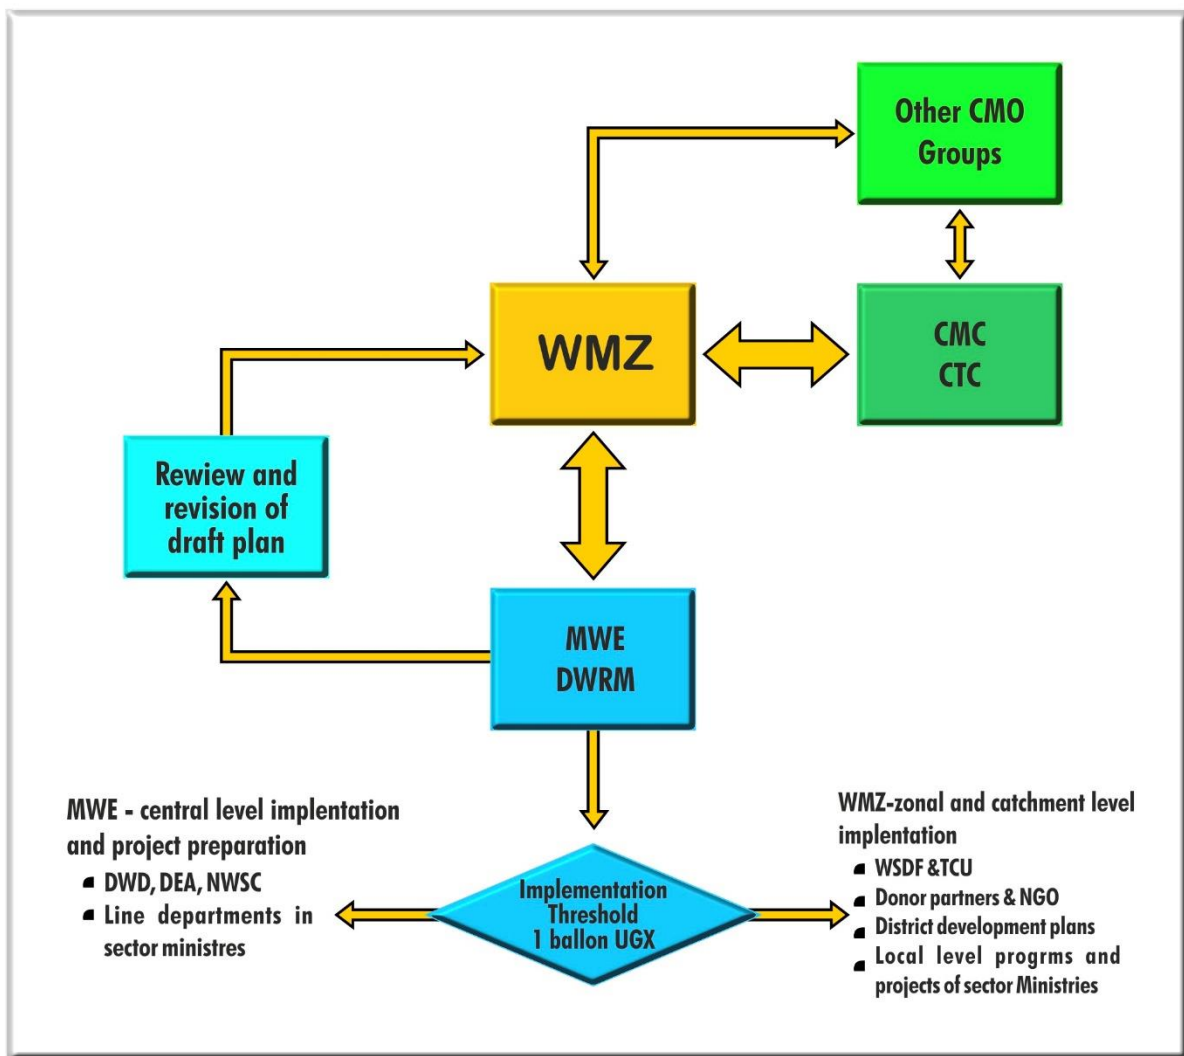 Other CMO
Groups
WMZ
CMC
CTC
Rewiew and
revision of
draft plan
MWE
DWRM
MWE - central level implentation
and project preparation
DWD, DEA, NWSC
Line departments in
sector ministres
Implementation
Threshold
1 ballon UGX
WMZ-zonal and catchment level
implentation
WSDF &TCU
Donor partners & NGO
District development plans
Local level progrms and
projects of sector Ministries